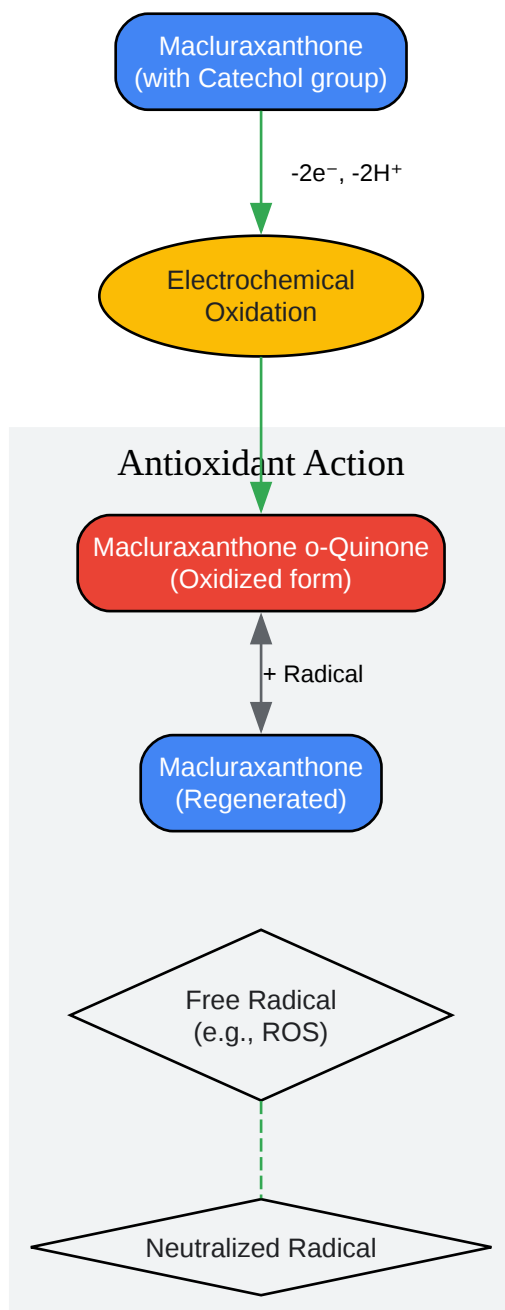 Macluraxanthone
(with Catechol group)
-2e⁻, -2H⁺
Electrochemical
Oxidation
Antioxidant Action
Macluraxanthone o-Quinone
(Oxidized form)
+ Radical
Macluraxanthone
(Regenerated)
Free Radical
(e.g., ROS)
Neutralized Radical